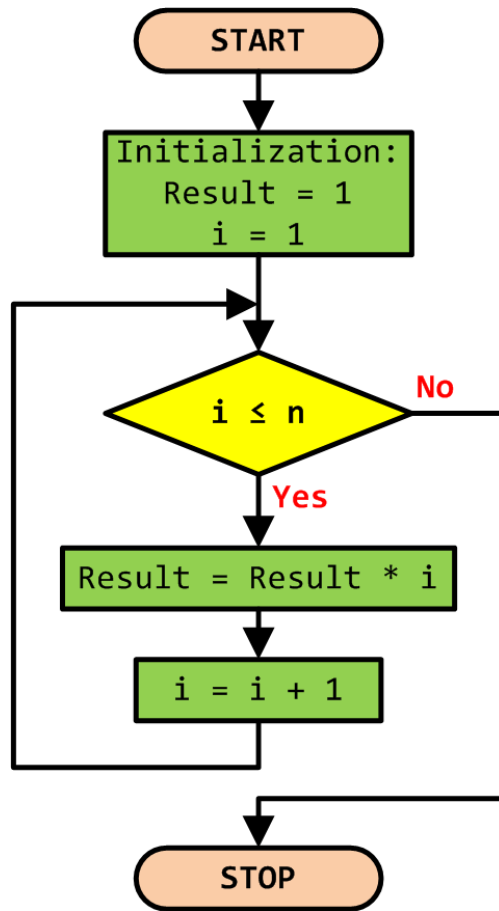 START
Initialization:
Result = 1
i = 1
i ≤ n
No
Yes
Result = Result * i
i = i + 1
STOP